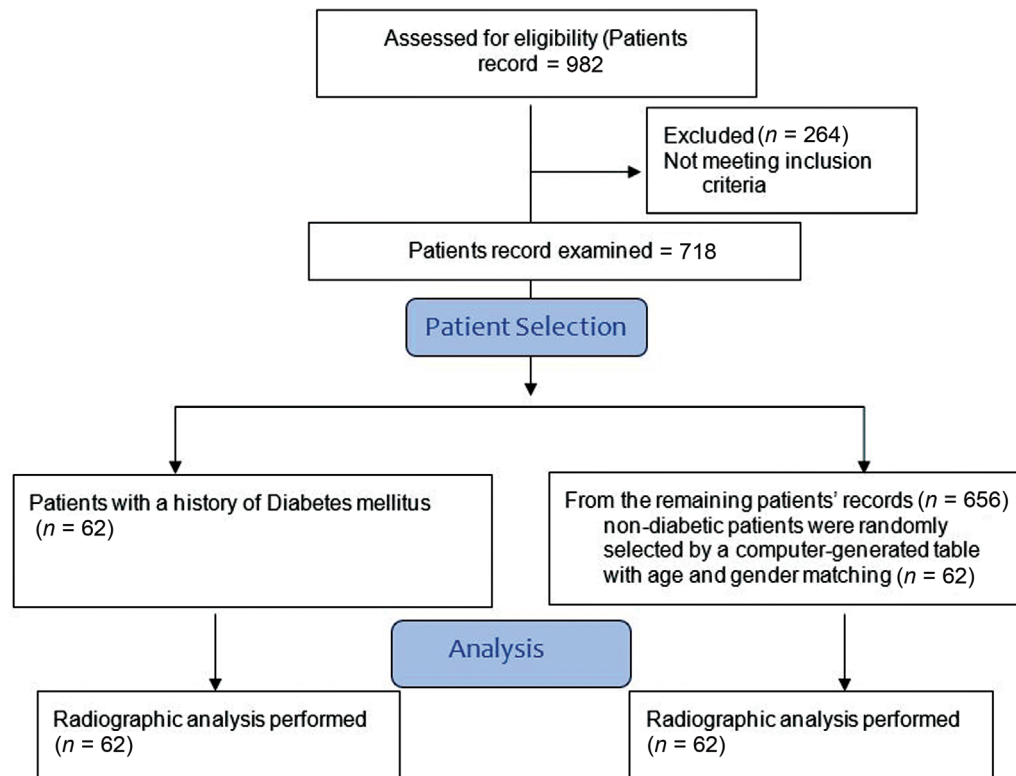 Assessed for eligibility (Patients
record = 982
Excluded (n = 264)
Not meeting inclusion
criteria
Patients record examined = 718
Patient Selection
Patients with a history of Diabetes mellitus
(n = 62)
From the remaining patients’ records (n = 656)
non-diabetic patients were randomly
selected by a computer-generated table
with age and gender matching (n = 62)
Analysis
Radiographic analysis performed
(n = 62)
Radiographic analysis performed
(n = 62)